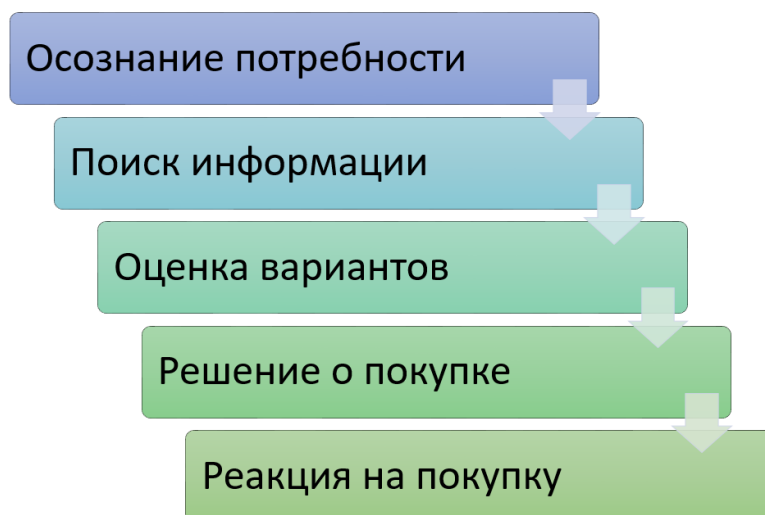 Осознание потребности
Поиск информации
Оценка вариантов
Решение о покупке
Реакция на покупку